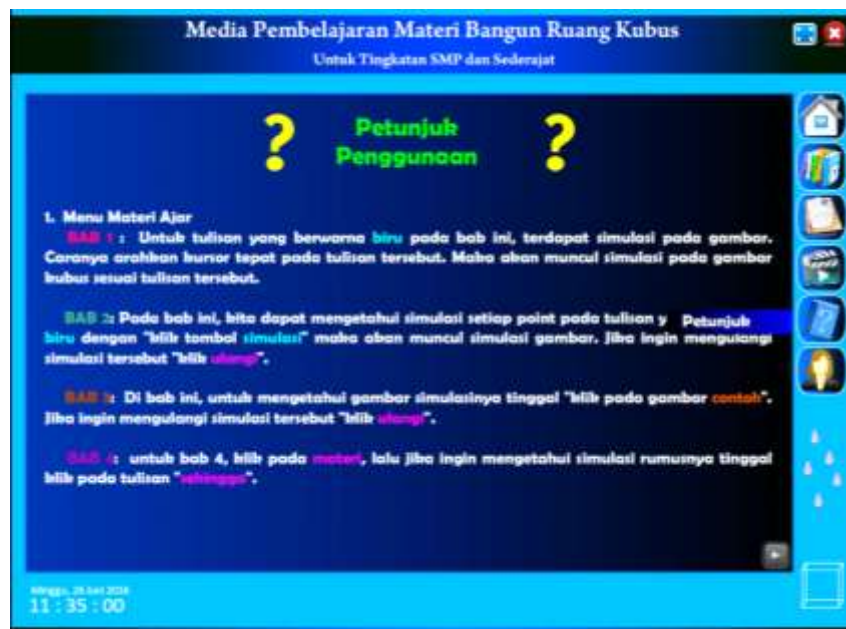 Media Pembelajaran Materi Bangun Ruang Kubus
Untuk Tingkatan SMP dan Sederajat
? Petunjuk ?
Penggunaan
1. Menu Materi Ajar
BAB 1 : Untuk tulisan yang berwarna biru pada bab ini, terdapat simulasi pada gambar.
Caranya arahkan kursor tepat pada tulisan tersebut. Maka akan muncul simulasi pada gambar
kubus sesuai tulisan tersebut.
BAB 2: Pada bab ini, kita dapat mengetahui simulasi setiap point pada tulisan y
Petunjuk
biru dengan "klik tombol simulasi" maka akan muncul simulasi gambar. Jika ingin mengulangi
simulasi tersebut "klik ulangi".
BAB 3: Di bab ini, untuk mengetahui gambar simulasinya tinggal "klik pada gambar contoh".
Jika ingin mengulangi simulasi tersebut "klik ulangi".
BAB 4: untuk bab 4, klik pada materi, lalu jika ingin mengetahui simulasi rumusnya tinggal
klik pada tulisan "sehingga".
Minggu, 2016
11 : 35 : 00